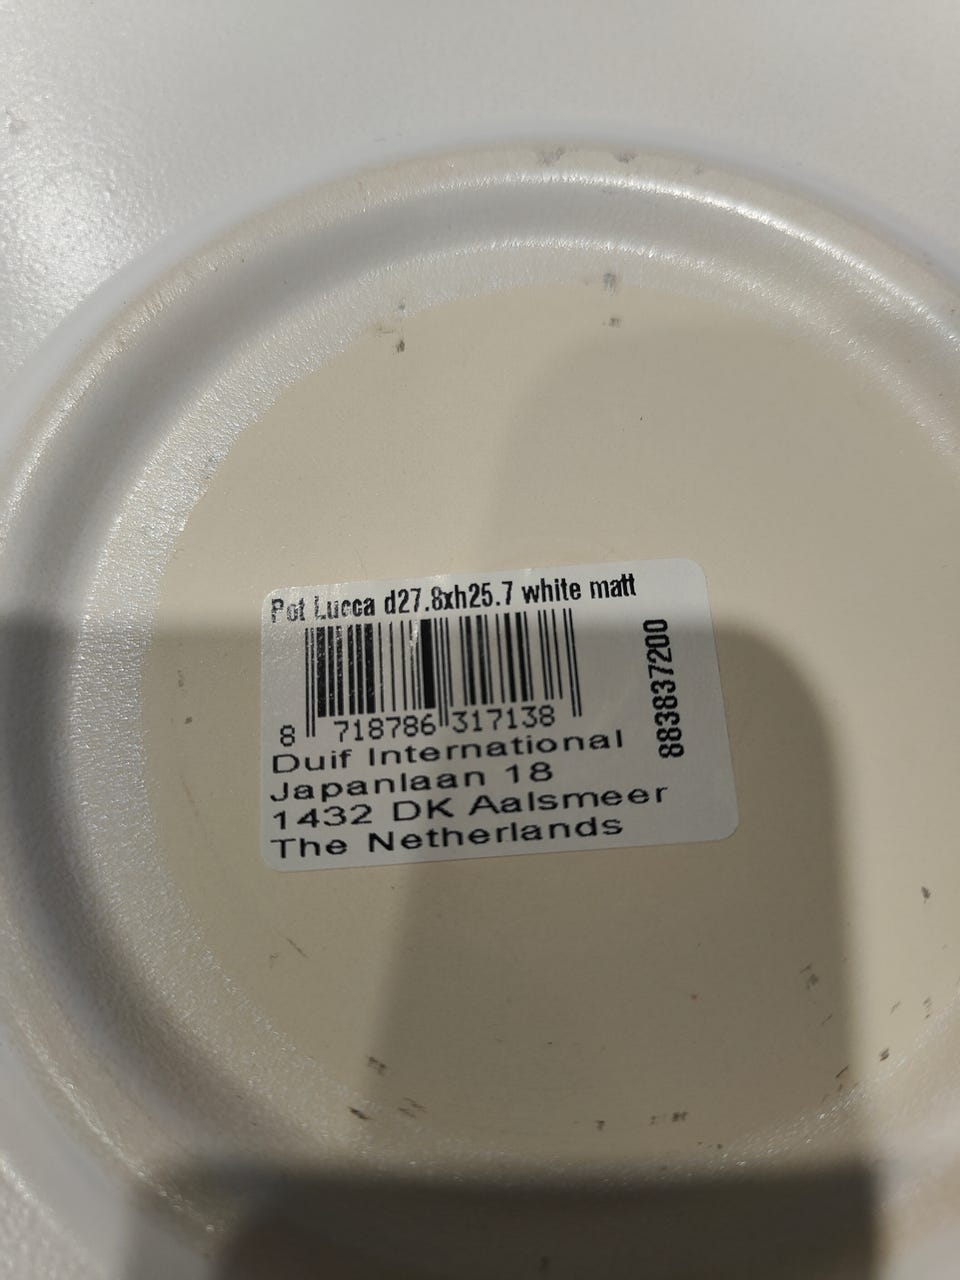 Pot Lucca d27.8xh25.7 white matt
8 718786 317138
883837200
Duif International
Japanlaan 18
1432 DK Aalsmeer
The Netherlands